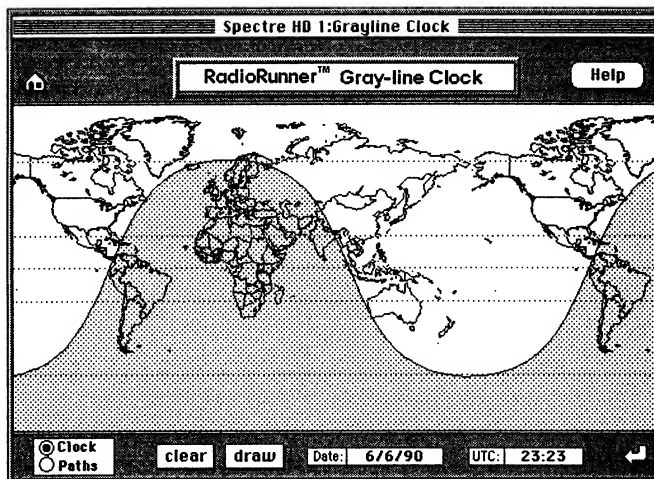 Spectre HD 1:Grayline Clock
RadioRunner™ Gray-line Clock
Help
Clock
Paths
clear
draw
Date: 6/6/90
UTC: 23:23